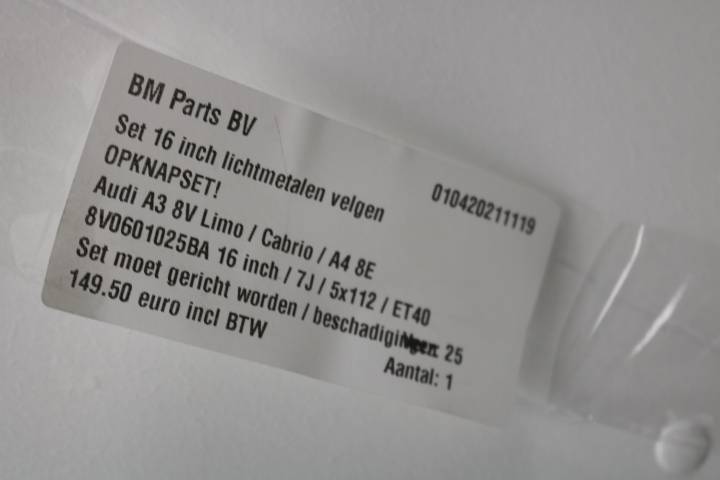 BM Parts BV
Set 16 inch lichtmetalen velgen
010420211119
OPKNAPSET!
Audi A3 8V Limo / Cabrio / A4 8E
8V0601025BA 16 inch / 7J / 5x112 / ET40
Set moet gericht worden / beschadigingen 25
149.50 euro incl BTW
Aantal: 1